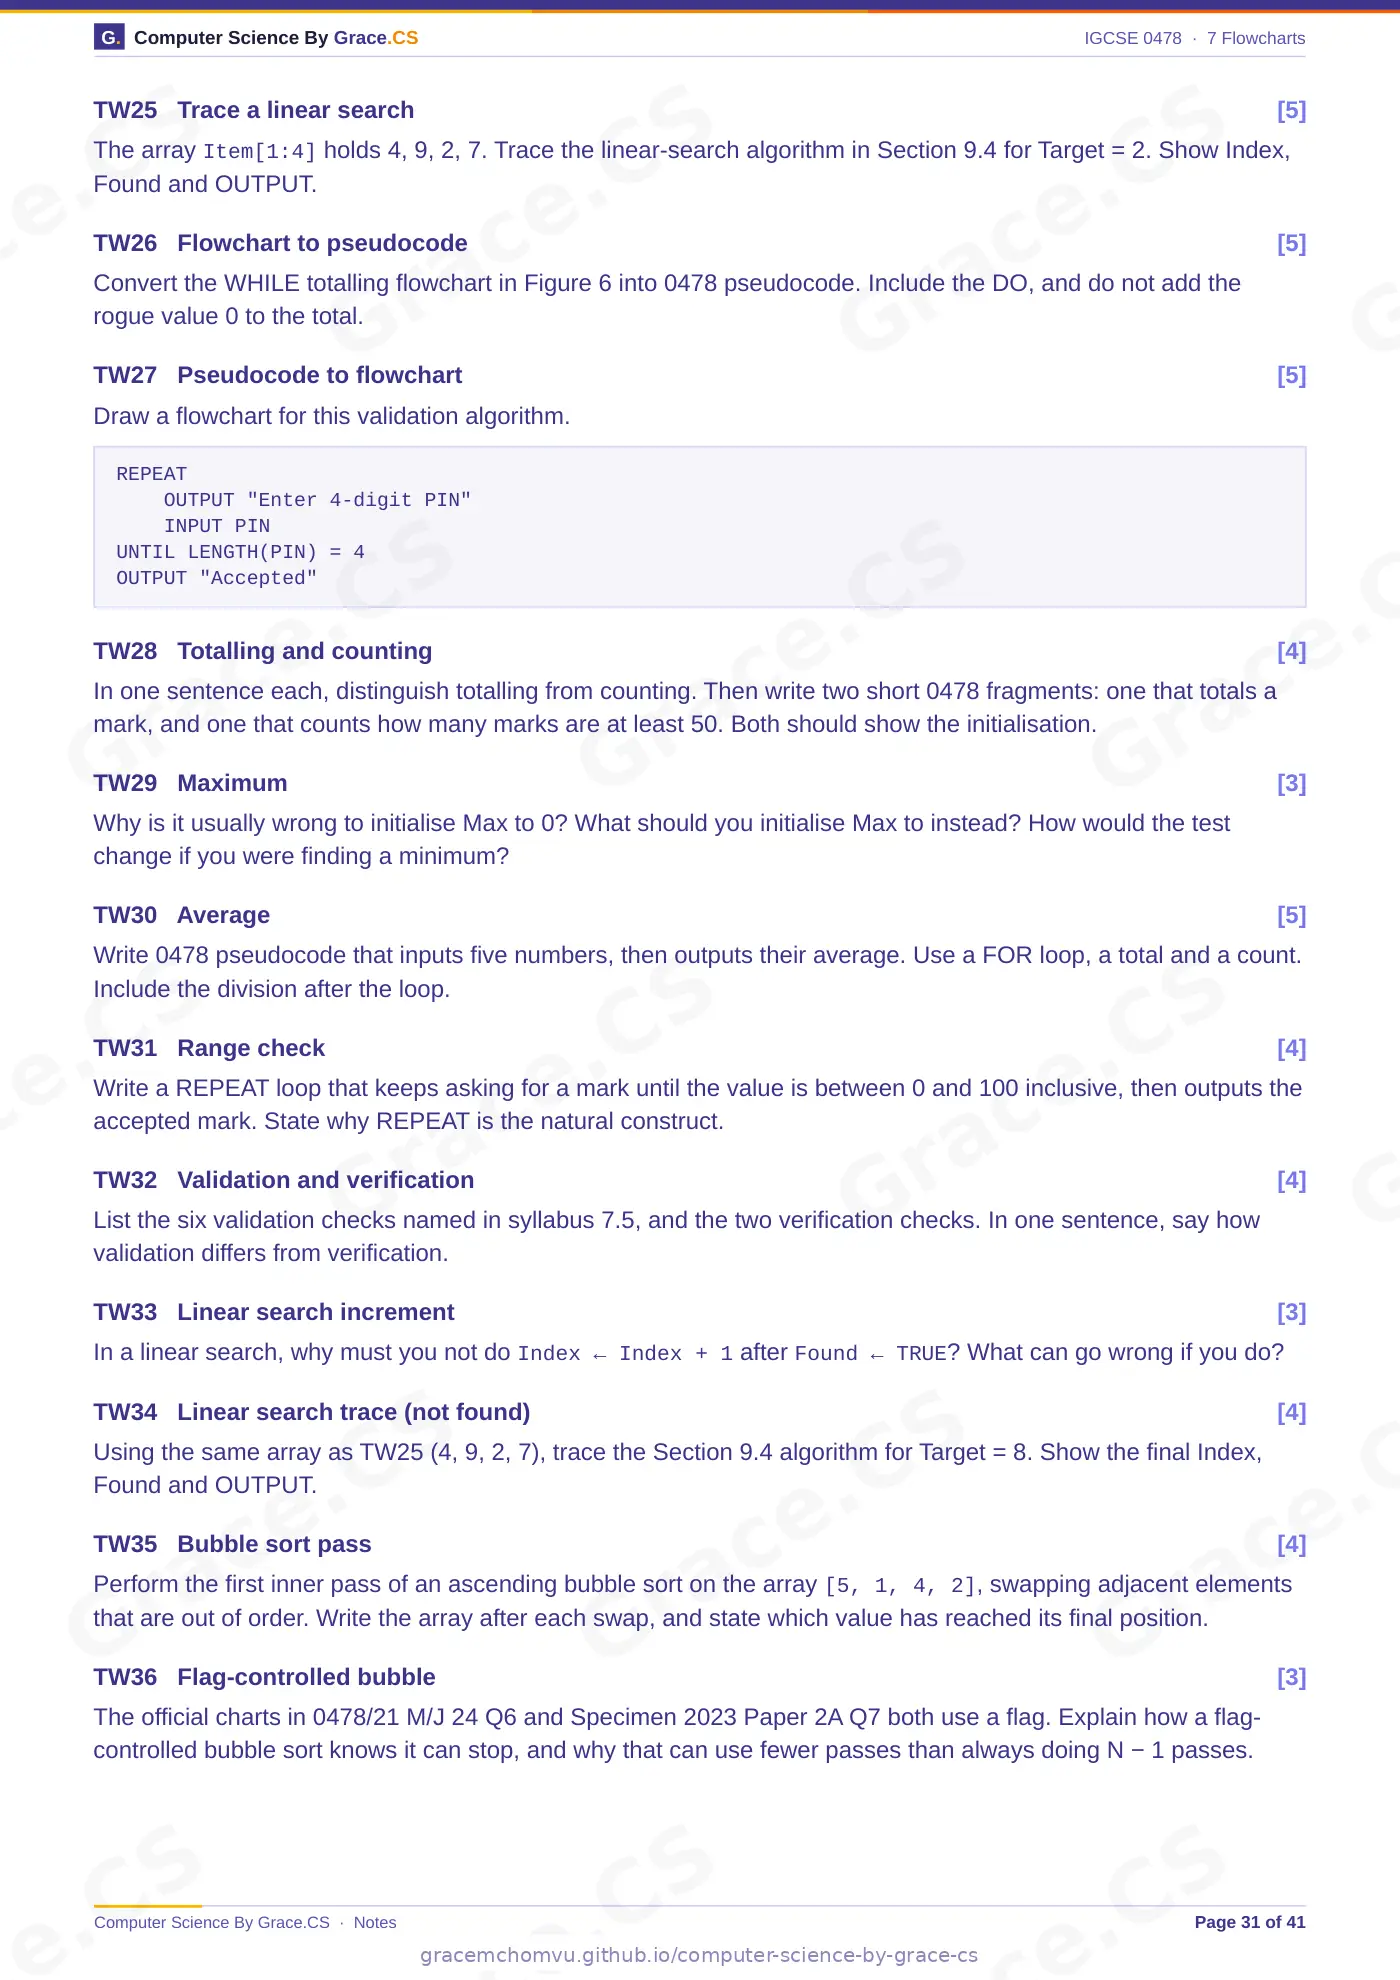 G. Computer Science By Grace.CS
IGCSE 0478 · 7 Flowcharts
TW25 Trace a linear search [5]
The array Item[1:4] holds 4, 9, 2, 7. Trace the linear-search algorithm in Section 9.4 for Target = 2. Show Index,
Found and OUTPUT.
TW26 Flowchart to pseudocode [5]
Convert the WHILE totalling flowchart in Figure 6 into 0478 pseudocode. Include the DO, and do not add the
rogue value 0 to the total.
TW27 Pseudocode to flowchart [5]
Draw a flowchart for this validation algorithm.
REPEAT
    OUTPUT "Enter 4-digit PIN"
    INPUT PIN
UNTIL LENGTH(PIN) = 4
OUTPUT "Accepted"
TW28 Totalling and counting [4]
In one sentence each, distinguish totalling from counting. Then write two short 0478 fragments: one that totals a
mark, and one that counts how many marks are at least 50. Both should show the initialisation.
TW29 Maximum [3]
Why is it usually wrong to initialise Max to 0? What should you initialise Max to instead? How would the test
change if you were finding a minimum?
TW30 Average [5]
Write 0478 pseudocode that inputs five numbers, then outputs their average. Use a FOR loop, a total and a count.
Include the division after the loop.
TW31 Range check [4]
Write a REPEAT loop that keeps asking for a mark until the value is between 0 and 100 inclusive, then outputs the
accepted mark. State why REPEAT is the natural construct.
TW32 Validation and verification [4]
List the six validation checks named in syllabus 7.5, and the two verification checks. In one sentence, say how
validation differs from verification.
TW33 Linear search increment [3]
In a linear search, why must you not do Index ← Index + 1 after Found ← TRUE? What can go wrong if you do?
TW34 Linear search trace (not found) [4]
Using the same array as TW25 (4, 9, 2, 7), trace the Section 9.4 algorithm for Target = 8. Show the final Index,
Found and OUTPUT.
TW35 Bubble sort pass [4]
Perform the first inner pass of an ascending bubble sort on the array [5, 1, 4, 2], swapping adjacent elements
that are out of order. Write the array after each swap, and state which value has reached its final position.
TW36 Flag-controlled bubble [3]
The official charts in 0478/21 M/J 24 Q6 and Specimen 2023 Paper 2A Q7 both use a flag. Explain how a flag-
controlled bubble sort knows it can stop, and why that can use fewer passes than always doing N − 1 passes.
Computer Science By Grace.CS · Notes
Page 31 of 41
gracemchomvu.github.io/computer-science-by-grace-cs